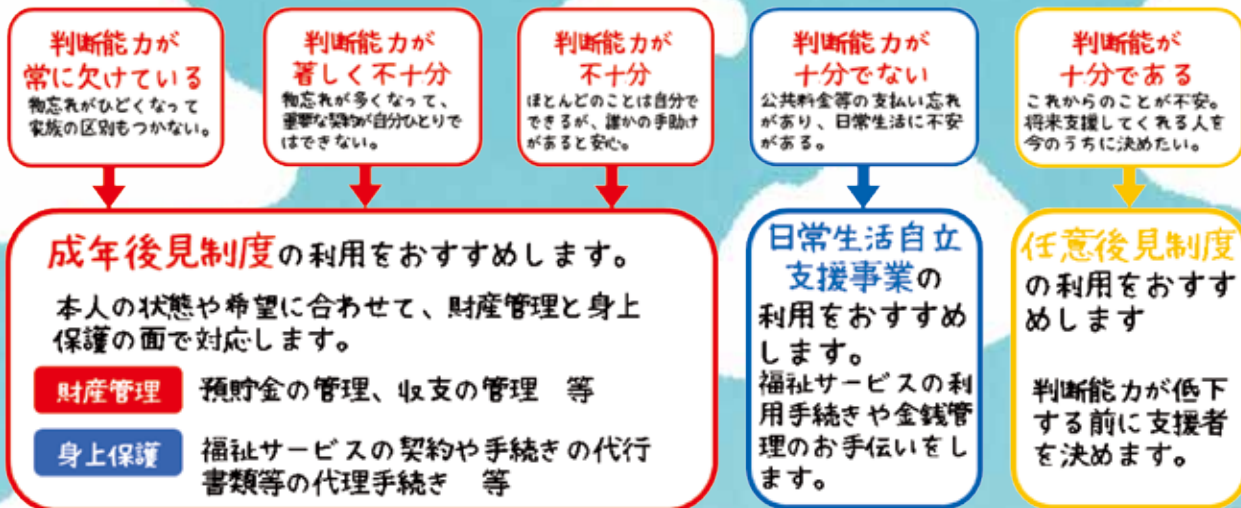 判断能力が
常に欠けている
物忘れがひどくなって
家族の区別もつかない。
判断能力が
著しく不十分
物忘れが多くなって、
重要な契約が自分ひとりで
はできない。
判断能力が
不十分
ほとんどのことは自分で
できるが、誰かの手助け
があると安心。
判断能力が
十分でない
公共料金等の支払い忘れ
があり、日常生活に不安
がある。
判断能が
十分である
これからのことが不安。
将来支援してくれる人を
今のうちに決めたい。
成年後見制度の利用をおすすめします。
本人の状態や希望に合わせて、財産管理と身上
保護の面で対応します。
財産管理 預貯金の管理、収支の管理 等
身上保護 福祉サービスの契約や手続きの代行
書類等の代理手続き 等
日常生活自立
支援事業の
利用をおすすめ
します。
福祉サービスの利
用手続きや金銭管
理のお手伝いをし
ます。
任意後見制度
の利用をおすす
めします
判断能力が低下
する前に支援者
を決めます。